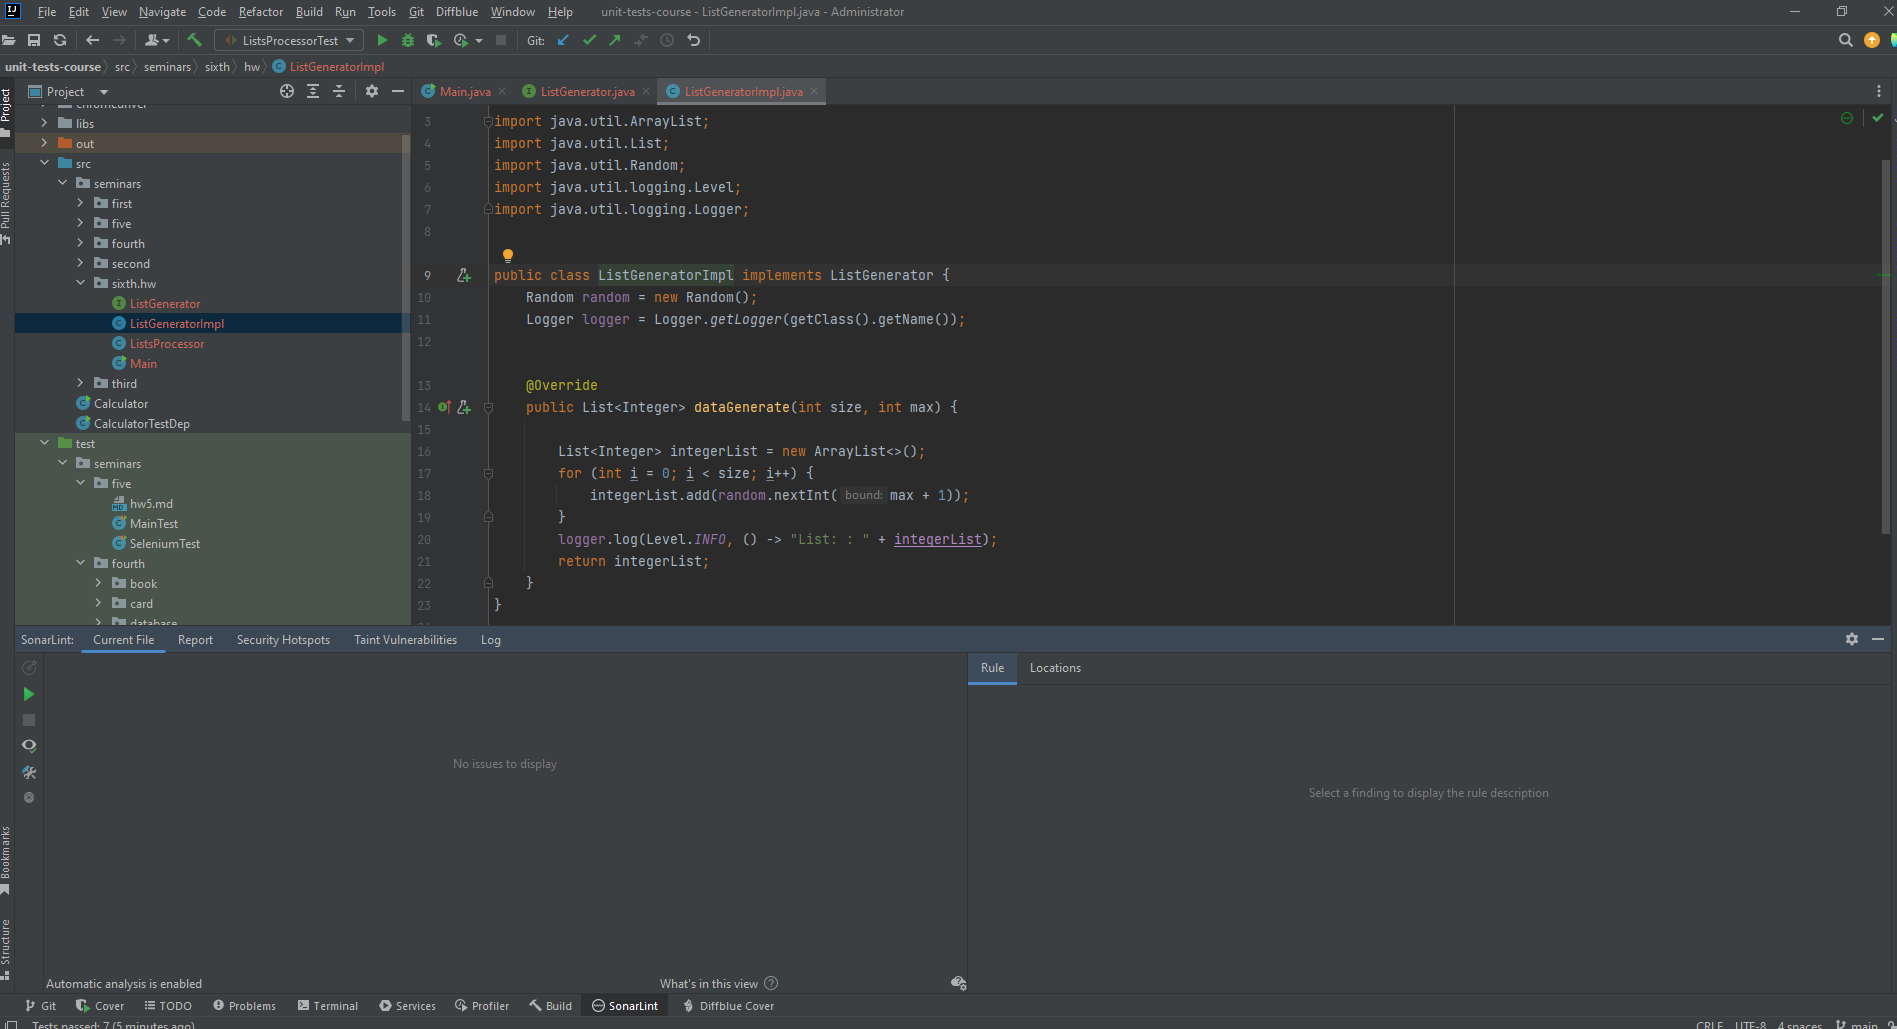 File Edit View Navigate Code Refactor Build Run Tools Git Diffblue Window Help unit-tests-course - ListGeneratorImpl.java - Administrator
ListsProcessorTest Git:
unit-tests-course src seminars sixth hw ListGeneratorImpl
Project
Pull Requests
Bookmarks
Structure
Project
chromedriver
libs
out
src
seminars
first
five
fourth
second
sixth.hw
ListGenerator
ListGeneratorImpl
ListsProcessor
Main
third
Calculator
CalculatorTestDep
test
seminars
five
hw5.md
MainTest
SeleniumTest
fourth
book
card
database
Main.java ListGenerator.java ListGeneratorImpl.java
3 import java.util.ArrayList;
4 import java.util.List;
5 import java.util.Random;
6 import java.util.logging.Level;
7 import java.util.logging.Logger;
8
9 public class ListGeneratorImpl implements ListGenerator {
10 Random random = new Random();
11 Logger logger = Logger.getLogger(getClass().getName());
12
13 @Override
14 public List<Integer> dataGenerate(int size, int max) {
15
16 List<Integer> integerList = new ArrayList<>();
17 for (int i = 0; i < size; i++) {
18 integerList.add(random.nextInt( bound: max + 1));
19 }
20 logger.log(Level.INFO, () -> "List: : " + integerList);
21 return integerList;
22 }
23 }
SonarLint: Current File Report Security Hotspots Taint Vulnerabilities Log
Rule Locations
No issues to display
Select a finding to display the rule description
Automatic analysis is enabled What's in this view
Git Cover TODO Problems Terminal Services Profiler Build SonarLint Diffblue Cover
Tests passed: 7 (5 minutes ago) CRLF UTF-8 4 spaces main